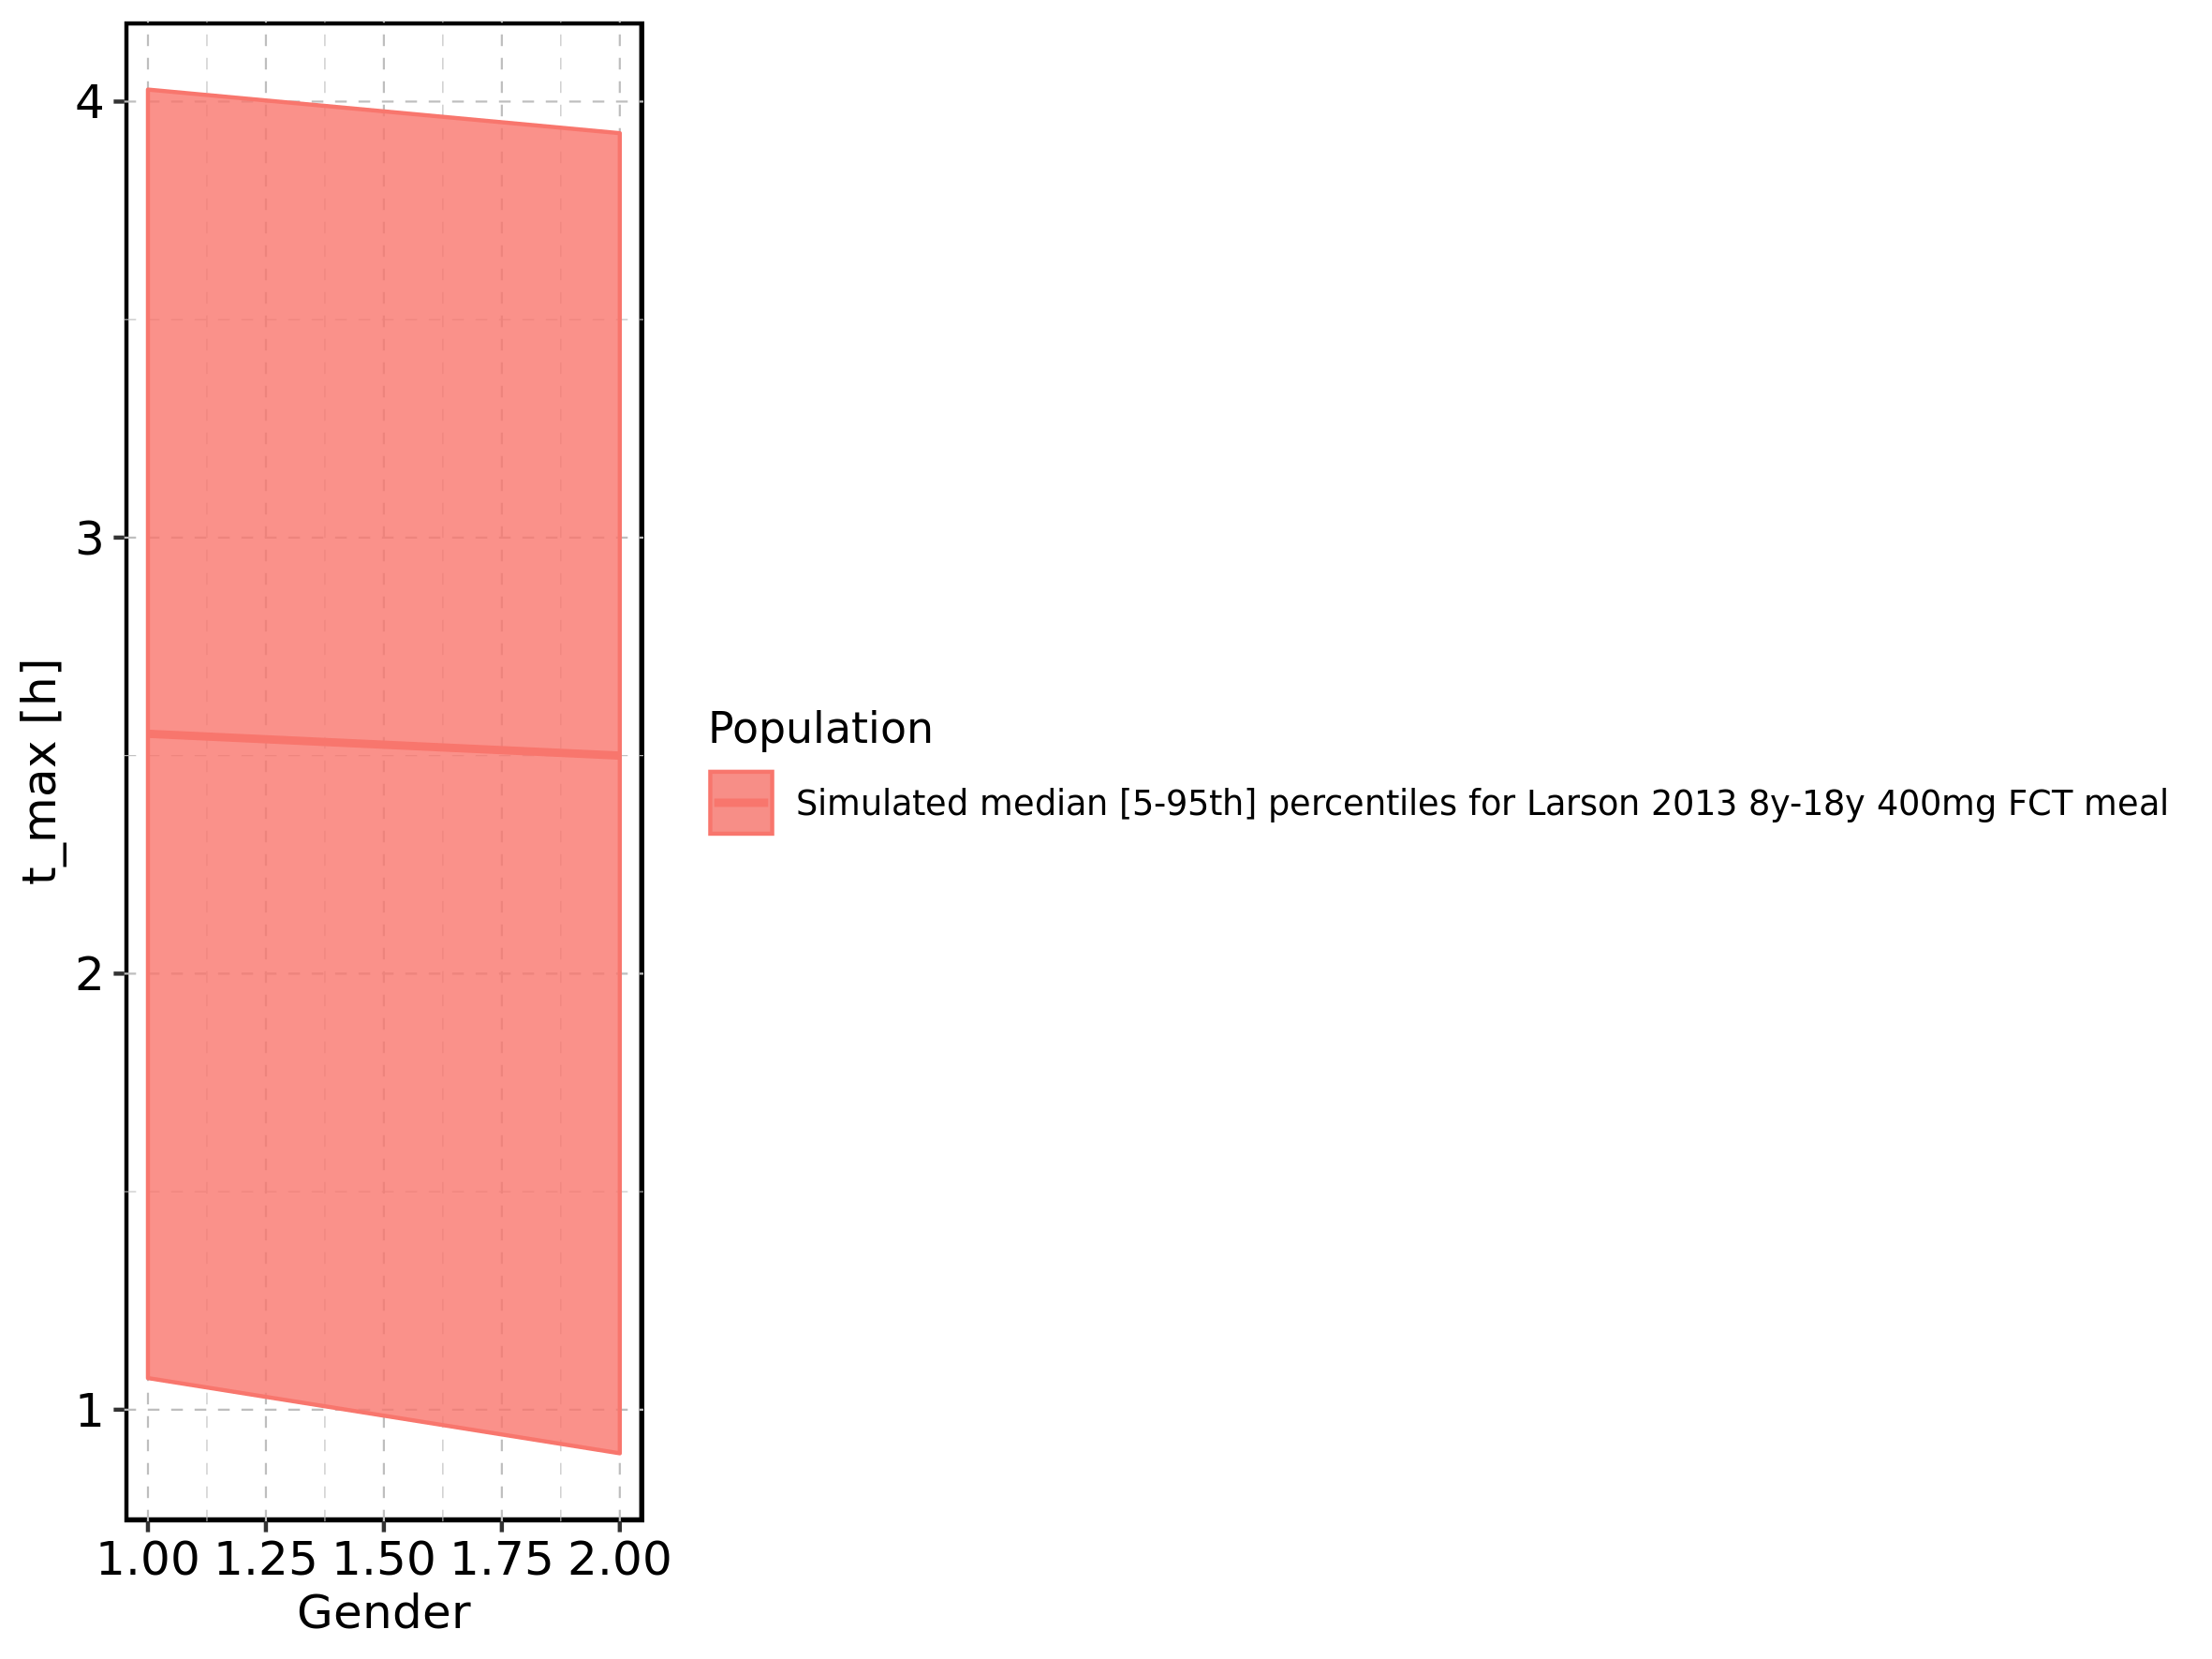 4
3
2
1
t_max [h]
1.00 1.25 1.50 1.75 2.00
Gender
Population
Simulated median [5-95th] percentiles for Larson 2013 8y-18y 400mg FCT meal